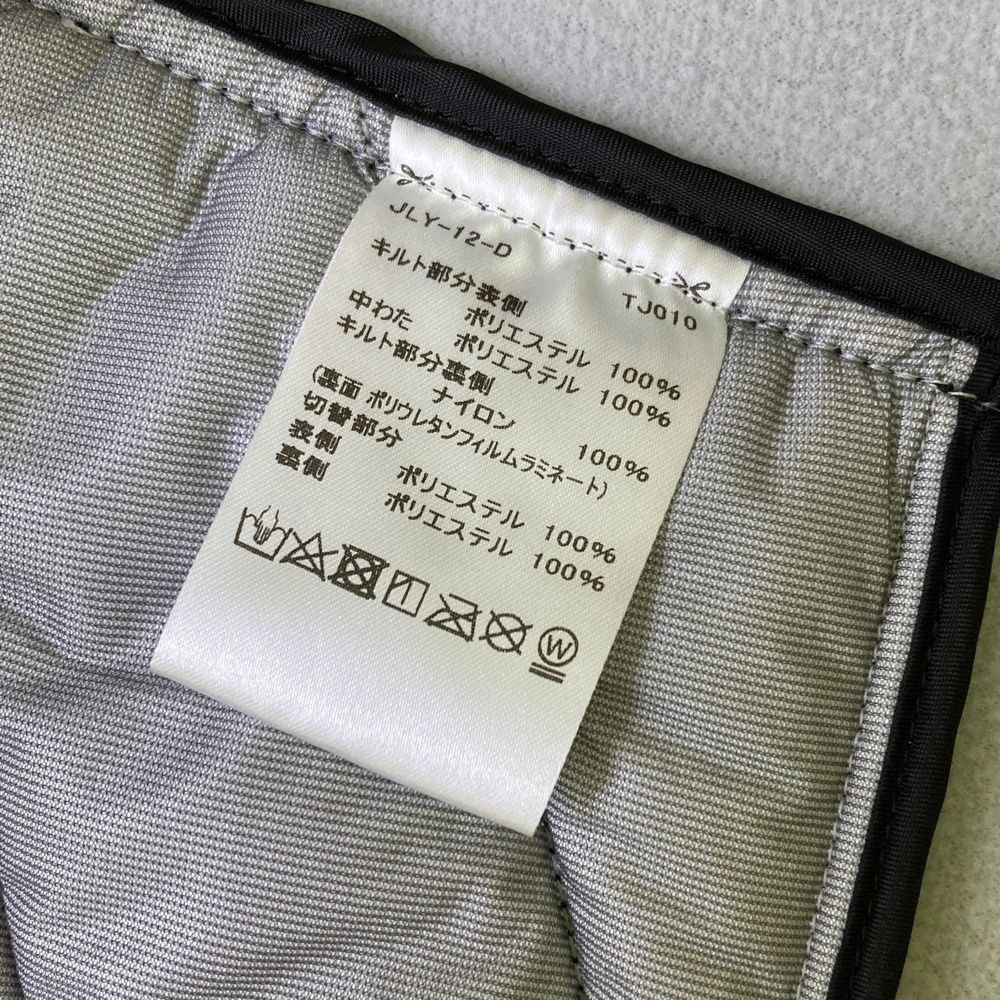 JLY-12-D
TJ010
キルト部分表側
ポリエステル 100%
中わた ポリエステル 100%
キルト部分裏側
ナイロン 100%
(裏面 ポリウレタンフィルムラミネート)
切替部分
表側 ポリエステル 100%
裏側 ポリエステル 100%
W